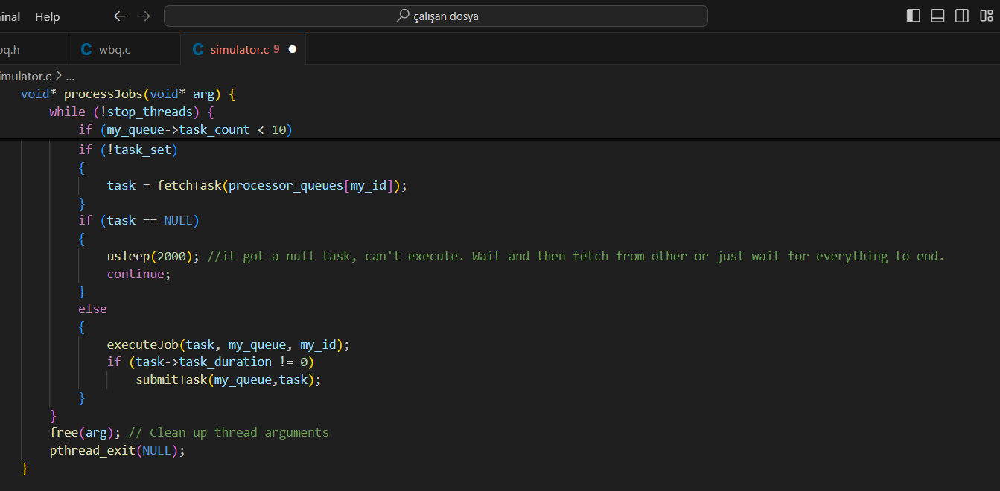 inal Help çalışan dosya
oq.h C wbq.c C simulator.c 9
imulator.c > ...
void* processJobs(void* arg) {
while (!stop_threads) {
if (my_queue->task_count < 10)
if (!task_set)
{
task = fetchTask(processor_queues[my_id]);
}
if (task == NULL)
{
usleep(2000); //it got a null task, can't execute. Wait and then fetch from other or just wait for everything to end.
continue;
}
else
{
executeJob(task, my_queue, my_id);
if (task->task_duration != 0)
submitTask(my_queue,task);
}
}
free(arg); // Clean up thread arguments
pthread_exit(NULL);
}